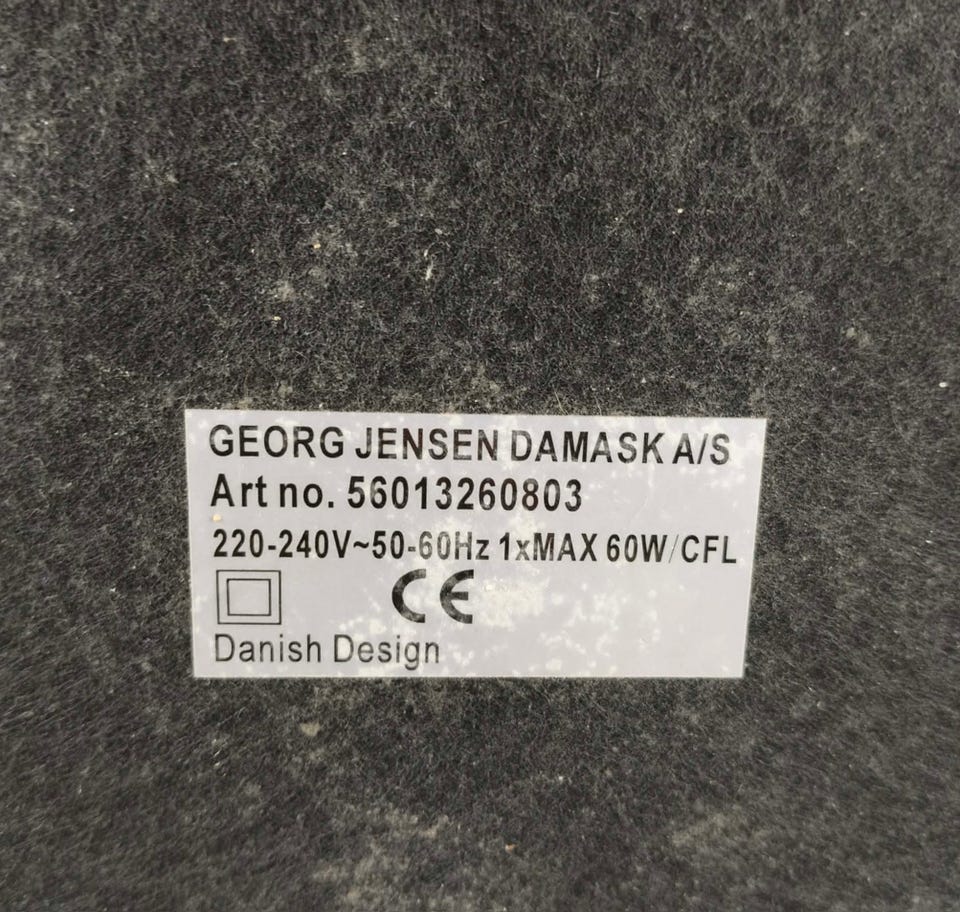 GEORG JENSEN DAMASK A/S
Art no. 56013260803
220-240V~50-60Hz 1xMAX 60W/CFL
CE
Danish Design